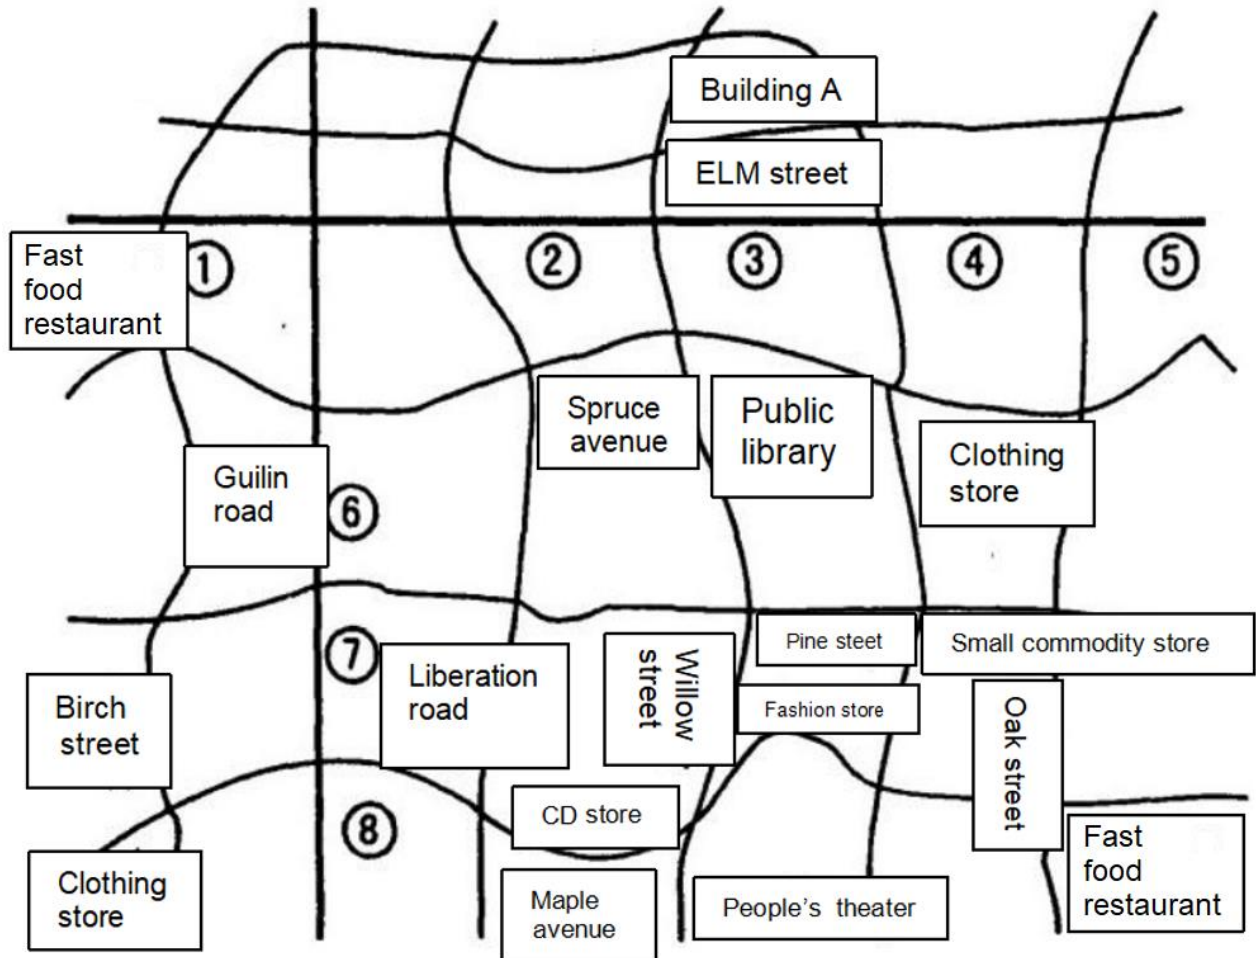 Building A
ELM street
Fast
food
restaurant
1
2
3
4
5
Spruce
avenue
Public
library
Clothing
store
Guilin
road
6
Pine steet
Small commodity store
7
Liberation
road
Willow
street
Birch
street
Fashion store
Oak street
CD store
8
Fast
food
restaurant
Clothing
store
Maple
avenue
People's theater